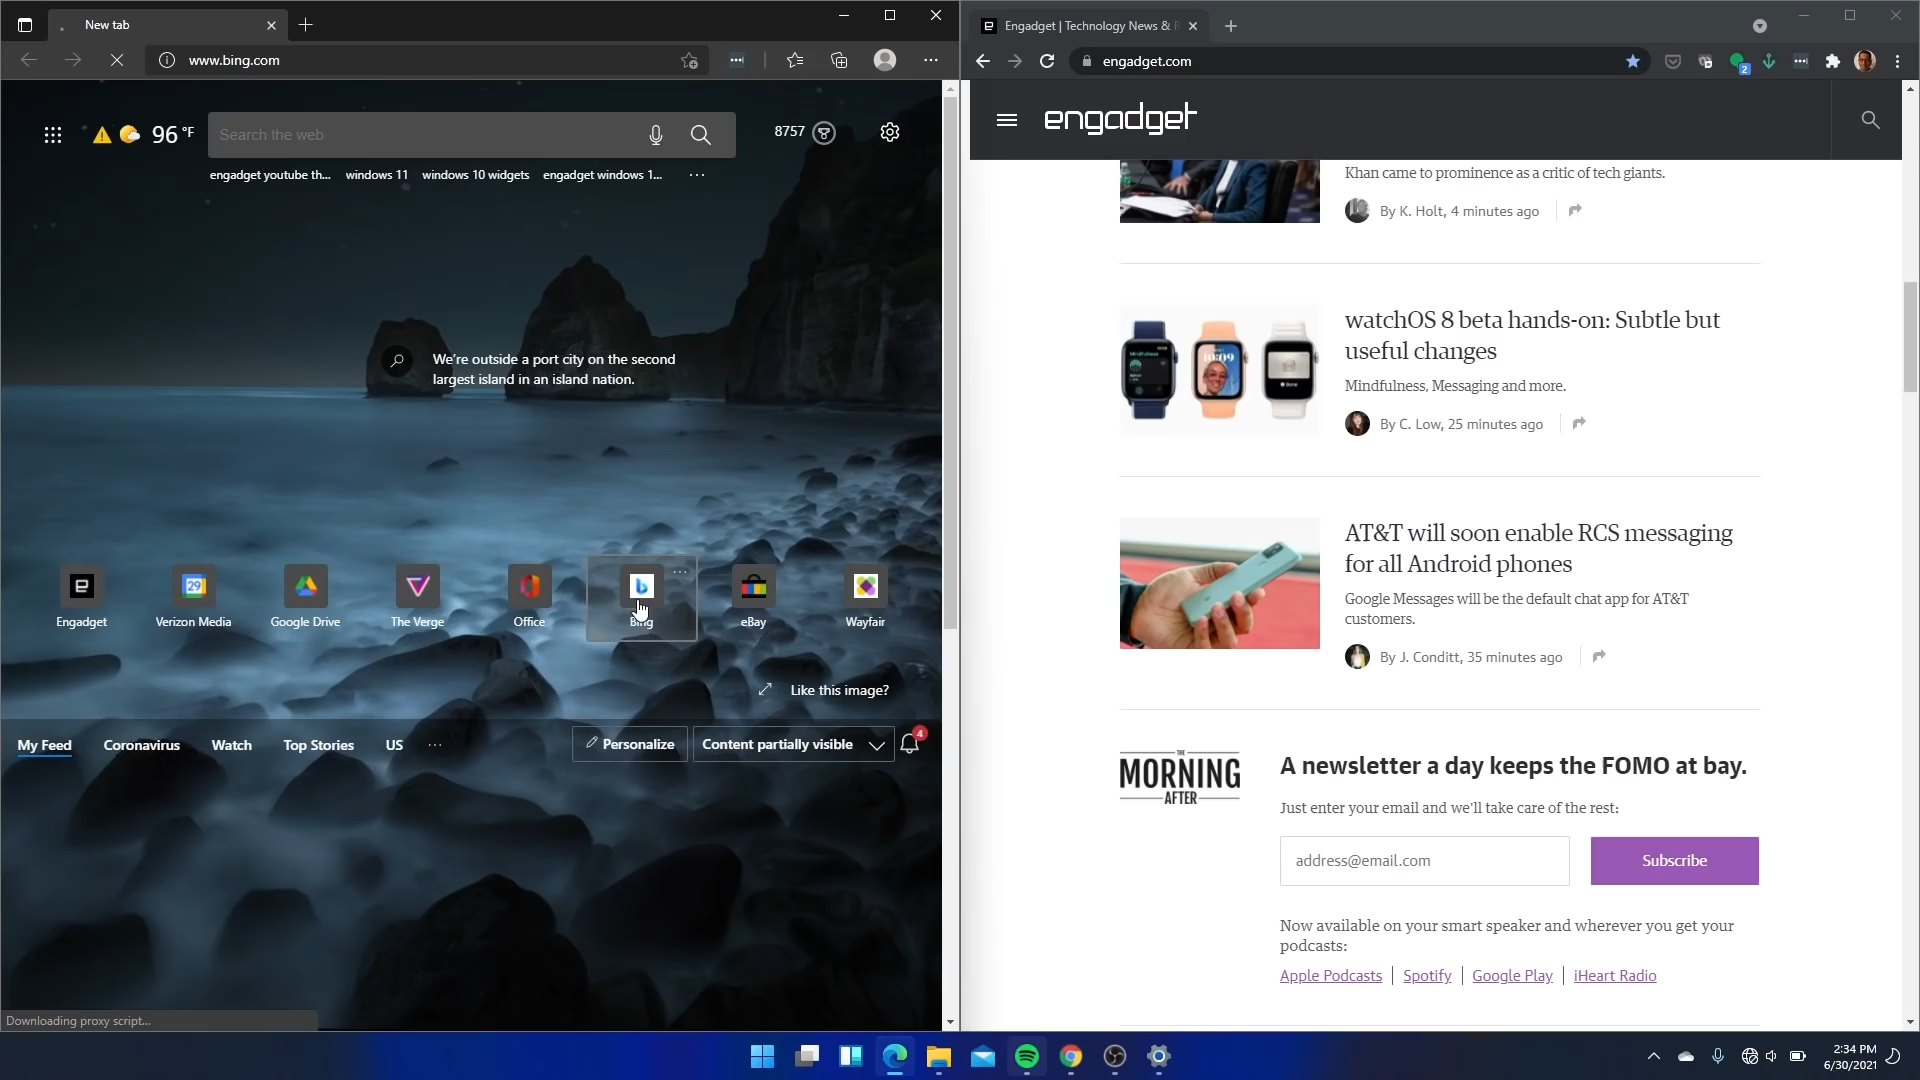 New tab
www.bing.com
96 °F
Search the web
8757
engadget youtube th... windows 11 windows 10 widgets engadget windows 1... ...
We're outside a port city on the second
largest island in an island nation.
Engadget
Verizon Media
Google Drive
The Verge
Office
Bing
eBay
Wayfair
Like this image?
My Feed Coronavirus Watch Top Stories US ...
Personalize
Content partially visible
4
Downloading proxy script...
Engadget | Technology News &
engadget.com
2
engadget
Khan came to prominence as a critic of tech giants.
By K. Holt, 4 minutes ago
watchOS 8 beta hands-on: Subtle but
useful changes
Mindfulness, Messaging and more.
By C. Low, 25 minutes ago
AT&T will soon enable RCS messaging
for all Android phones
Google Messages will be the default chat app for AT&T
customers.
By J. Conditt, 35 minutes ago
THE
MORNING
AFTER
A newsletter a day keeps the FOMO at bay.
Just enter your email and we'll take care of the rest:
address@email.com
Subscribe
Now available on your smart speaker and wherever you get your
podcasts:
Apple Podcasts | Spotify | Google Play | iHeart Radio
2:34 PM
6/30/2021